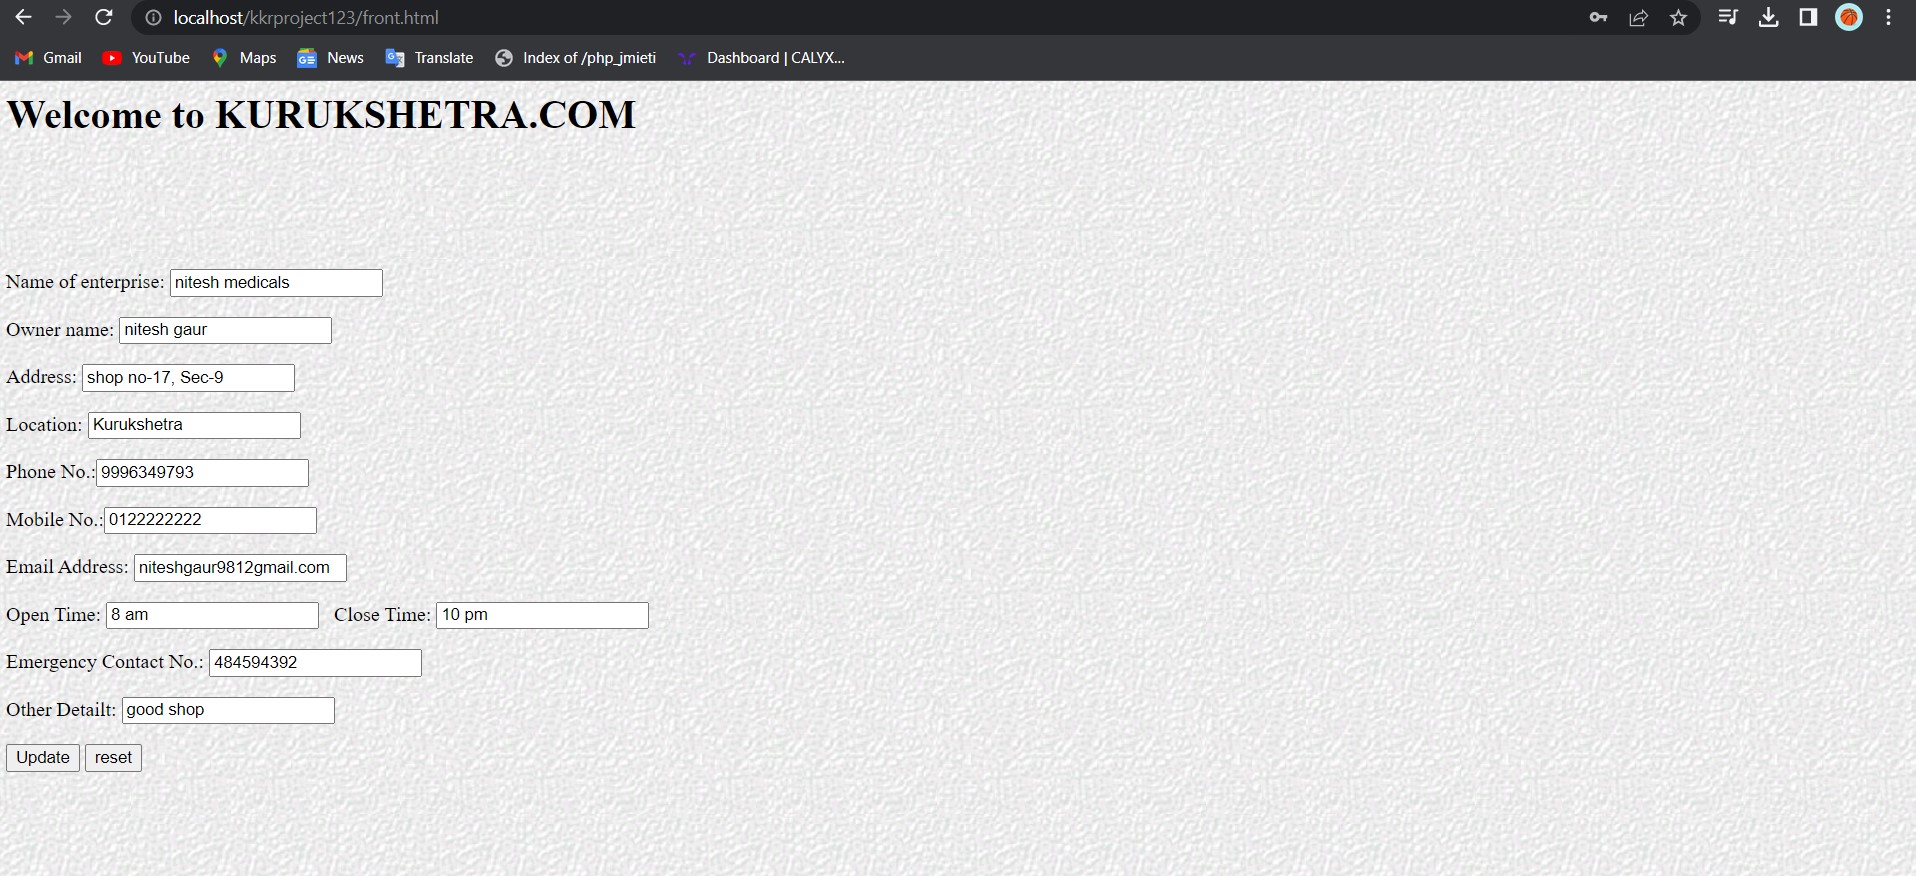 localhost/kkrproject123/front.html
Gmail YouTube Maps News Translate Index of /php_jmieti Dashboard | CALYX...
Welcome to KURUKSHETRA.COM
Name of enterprise: nitesh medicals
Owner name: nitesh gaur
Address: shop no-17, Sec-9
Location: Kurukshetra
Phone No.: 9996349793
Mobile No.: 0122222222
Email Address: niteshgaur9812gmail.com
Open Time: 8 am Close Time: 10 pm
Emergency Contact No.: 484594392
Other Detailt: good shop
Update reset